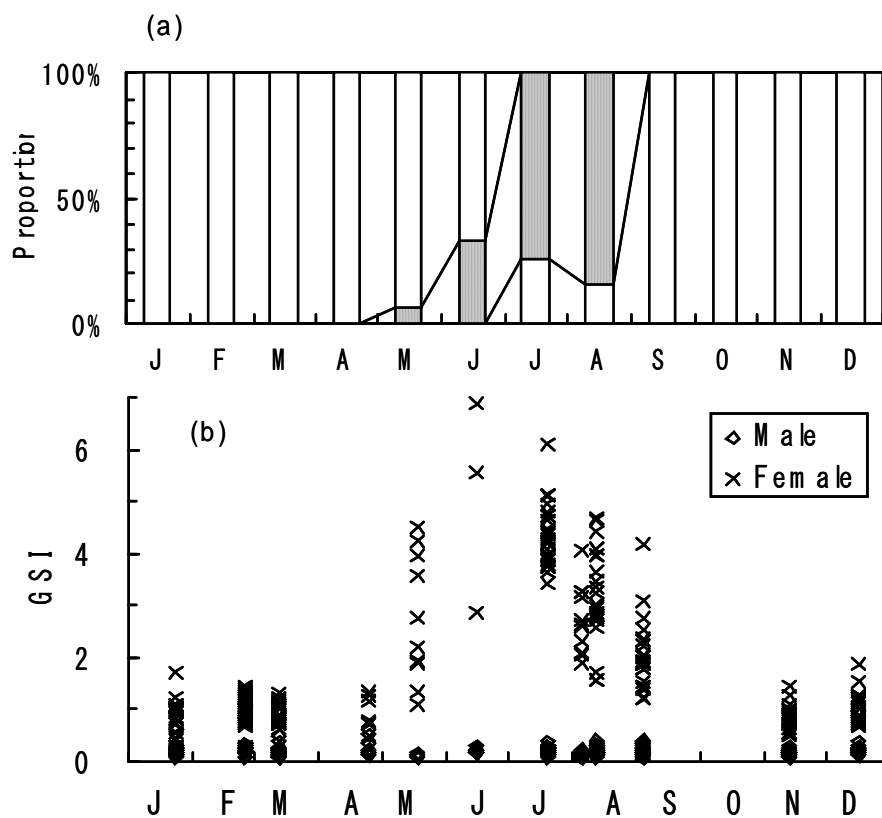 (a)
100%
50%
0%
Proportion
J F M A M J J A S O N D
(b)
Male
Female
6
4
2
0
GSI
J F M A M J J A S O N D